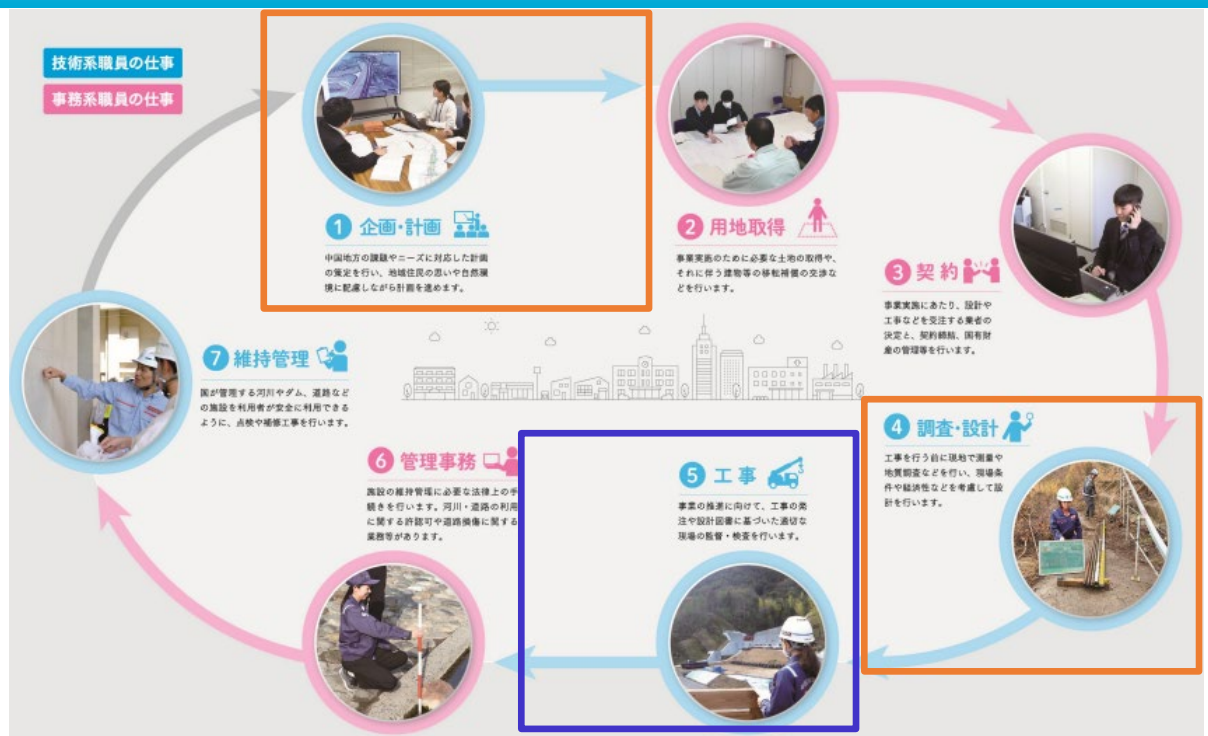 技術系職員の仕事
事務系職員の仕事
1 企画・計画
中国地方の課題やニーズに対応した計画
の策定を行い、地域住民の思いや自然環
境に配慮しながら計画を進めます。
2 用地取得
事業実施のために必要な土地の取得や、
それに伴う建物等の移転補償の交渉な
どを行います。
3 契約
事業実施にあたり、設計や
工事などを受注する業者の
決定と、契約締結、国有財
産の管理等を行います。
4 調査・設計
工事を行う前に現地で測量や
地質調査などを行い、現場条
件や経済性などを考慮して設
計を行います。
5 工事
事業の推進に向けて、工事の発
注や設計図書に基づいた適切な
現場の監督・検査を行います。
6 管理事務
施設の維持管理に必要な法律上の手
続きを行います。河川・道路の利用
に関する許認可や道路損傷に関する
業務等があります。
7 維持管理
国が管理する河川やダム、道路など
の施設を利用者が安全に利用できる
ように、点検や補修工事を行います。